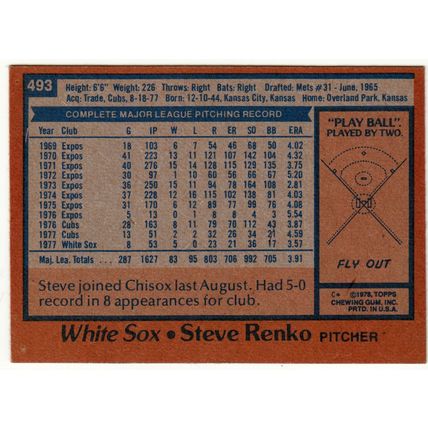 493
Height: 6'6" Weight: 226 Throws: Right Bats: Right Drafted: Mets #31 - June, 1965
Acq: Trade, Cubs, 8-18-77 Born: 12-10-44, Kansas City, Kansas Home: Overland Park, Kansas
COMPLETE MAJOR LEAGUE PITCHING RECORD
Year Club G IP W L R ER SO BB ERA
1969 Expos 18 103 6 7 54 46 68 50 4.02
1970 Expos 41 223 13 11 121 107 142 104 4.32
1971 Expos 40 276 15 14 128 115 129 135 3.75
1972 Expos 30 97 1 10 66 56 66 67 5.20
1973 Expos 36 250 15 11 94 78 164 108 2.81
1974 Expos 37 228 12 16 115 102 138 81 4.03
1975 Expos 31 170 6 12 89 76 99 76 4.02
1976 Expos 5 13 0 1 8 8 4 3 5.54
1976 Cubs 28 163 8 11 79 70 112 43 3.87
1977 Cubs 13 51 2 2 32 26 34 21 4.59
1977 White Sox 8 53 5 0 23 21 36 17 3.57
Maj. Lea. Totals ... 287 1627 83 95 803 706 992 705 3.91
Steve joined Chisox last August. Had 5-0
record in 8 appearances for club.
"PLAY BALL"
PLAYED BY TWO.
FLY OUT
C* ©1978, TOPPS
CHEWING GUM, INC.
PRTD. IN U.S.A.
White Sox • Steve Renko PITCHER